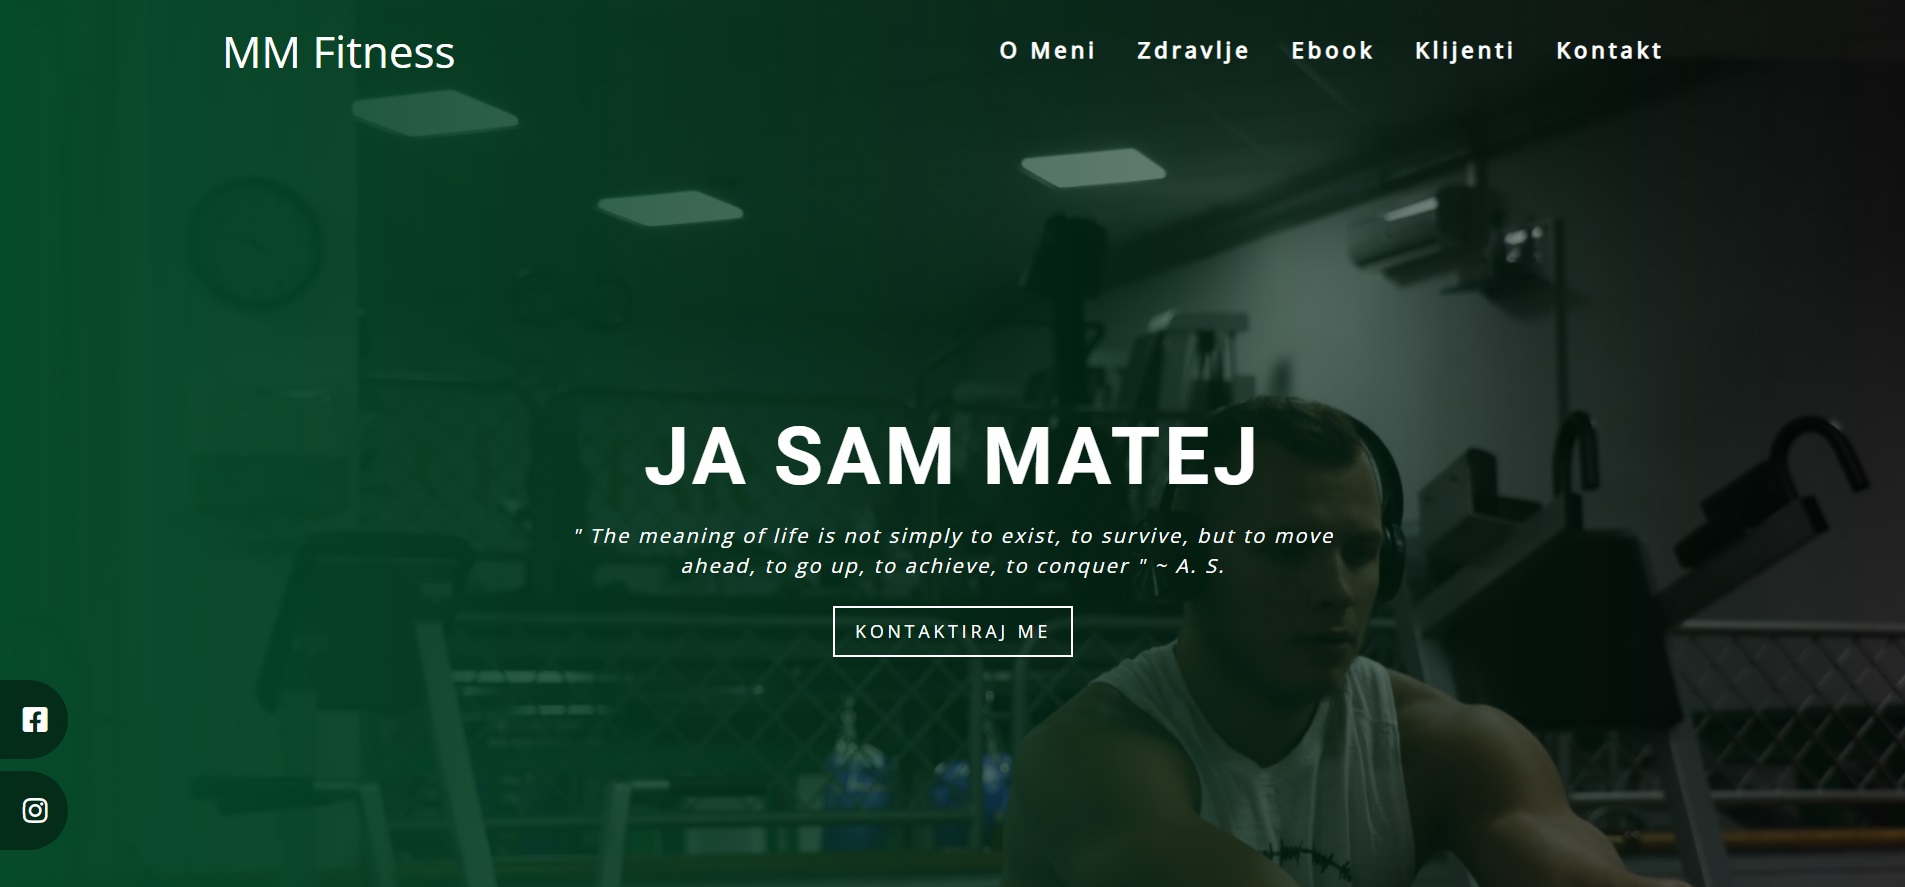 MM Fitness
O Meni Zdravlje Ebook Klijenti Kontakt
JA SAM MATEJ
" The meaning of life is not simply to exist, to survive, but to move
ahead, to go up, to achieve, to conquer " ~ A. S.
KONTAKTIRAJ ME